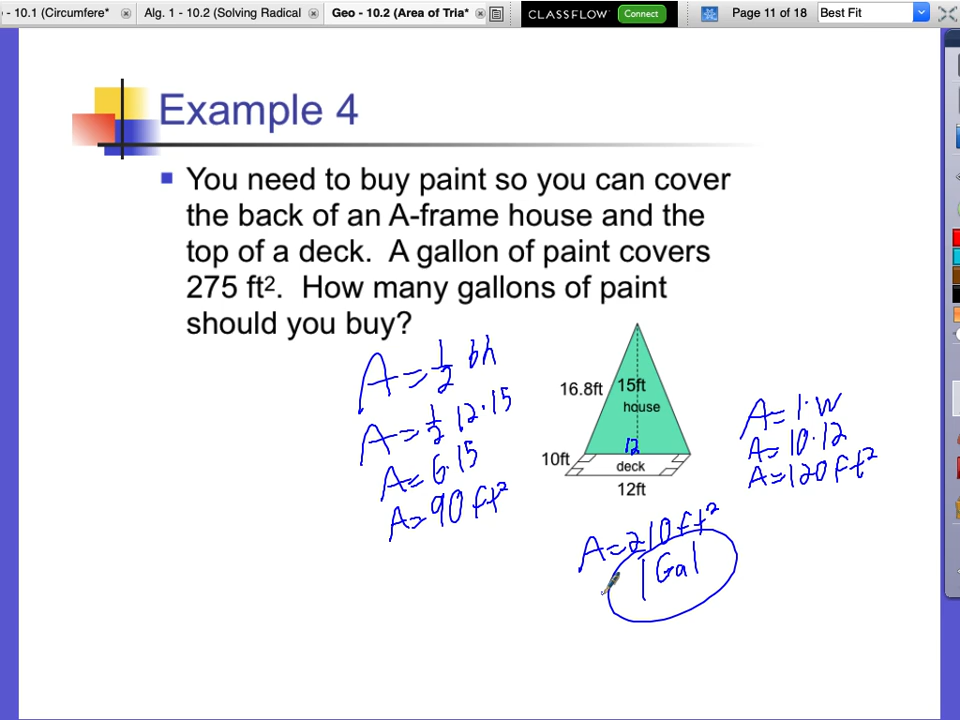 - 10.1 (Circumfere* Alg. 1 - 10.2 (Solving Radical Geo - 10.2 (Area of Tria* CLASSFLOW Connect Page 11 of 18 Best Fit
Example 4
You need to buy paint so you can cover
the back of an A-frame house and the
top of a deck. A gallon of paint covers
275 ft². How many gallons of paint
should you buy?
A = 1/2 bh
A = 1/2 12·15
A = 6·15
A = 90 ft²
16.8ft 15ft
house
12
10ft deck
12ft
A = l·w
A = 10·12
A = 120 ft²
A = 210 ft²
1 Gal